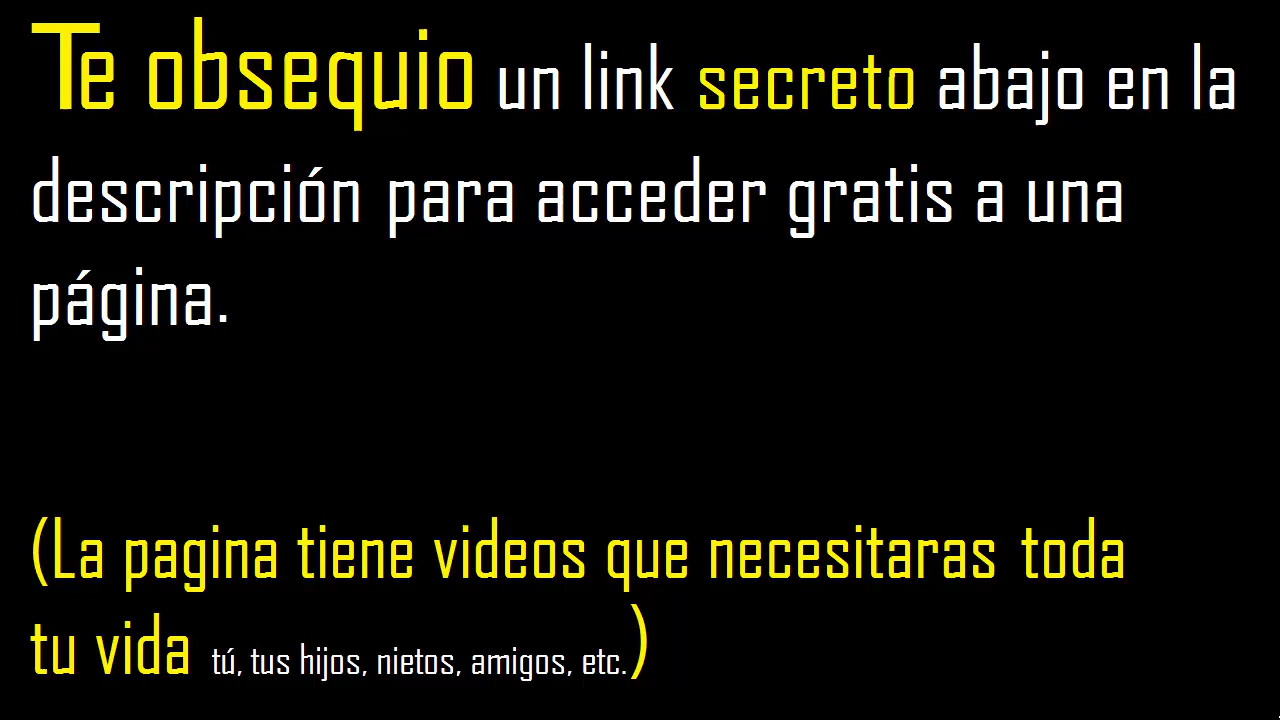 Te obsequio un link secreto abajo en la
descripción para acceder gratis a una
página.
(La pagina tiene videos que necesitaras toda
tu vida tú, tus hijos, nietos, amigos, etc.)